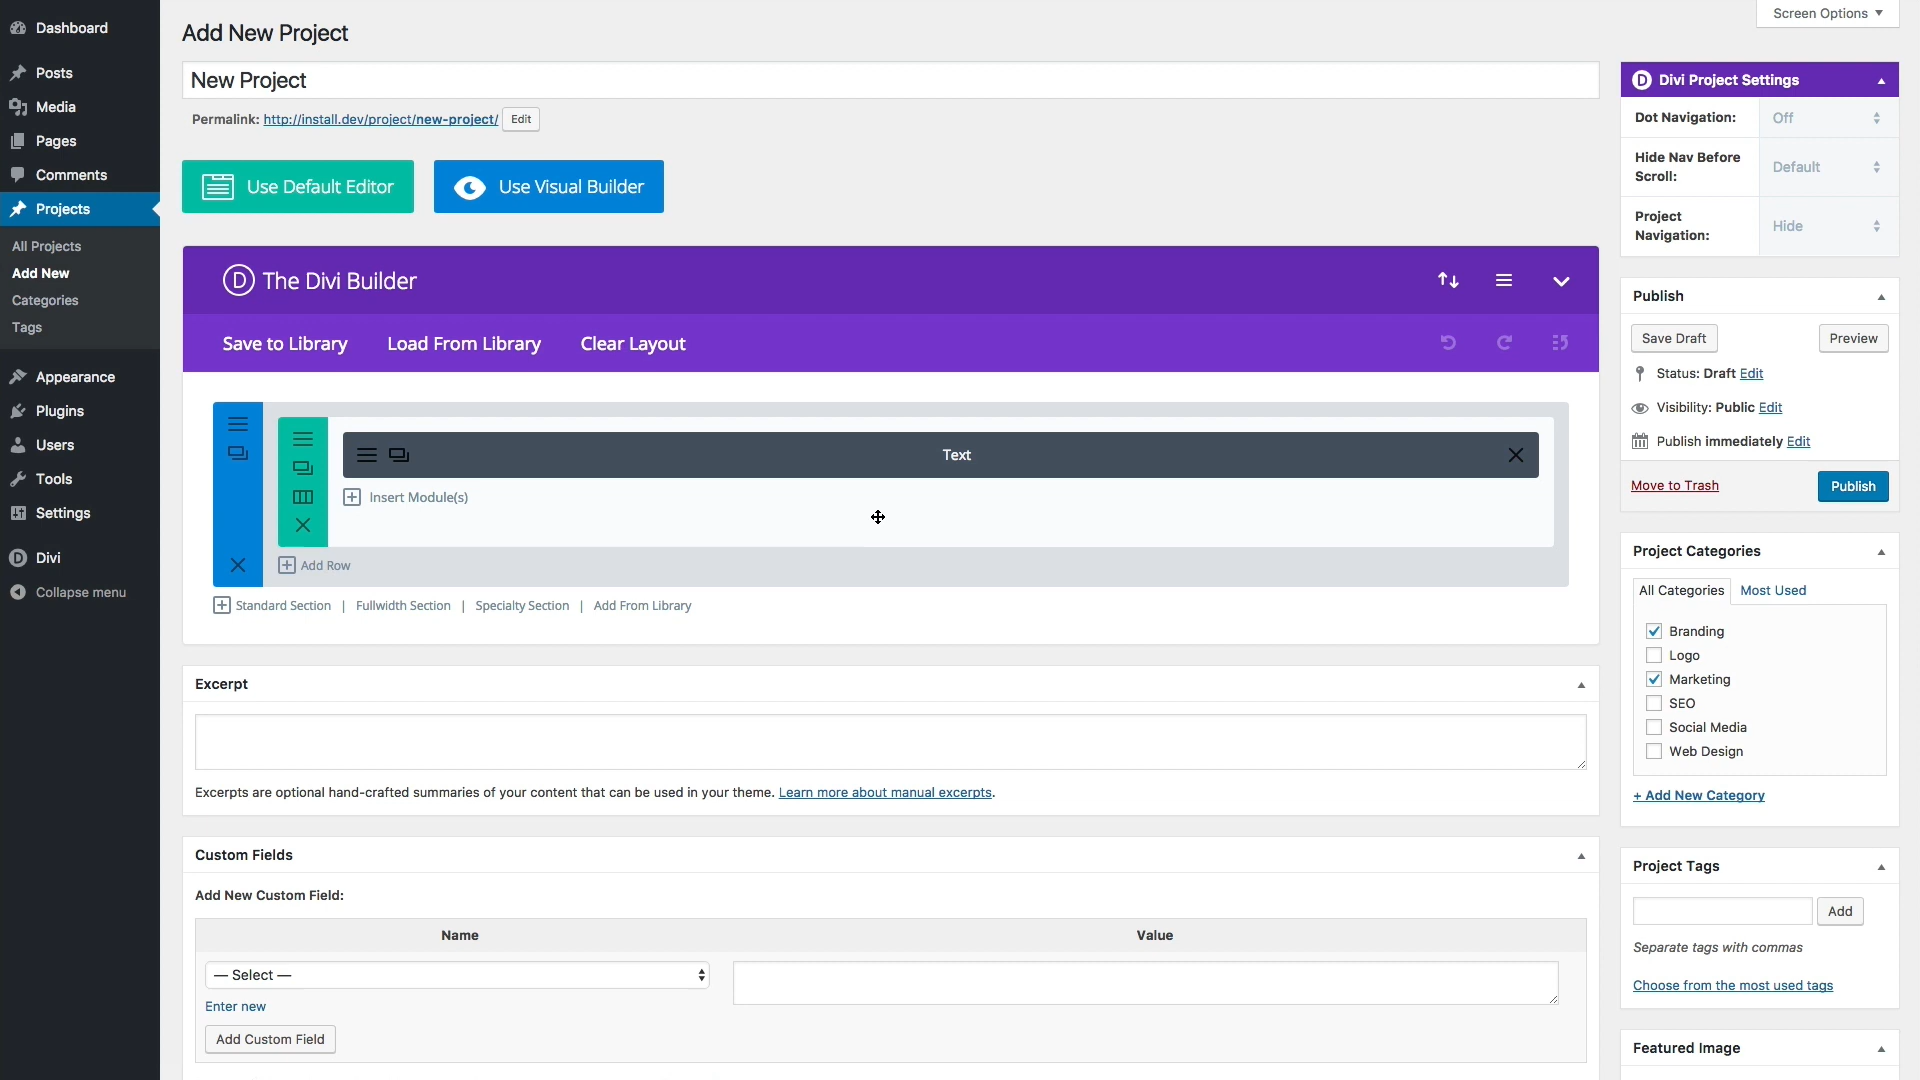 Dashboard
Posts
Media
Pages
Comments
Projects
All Projects
Add New
Categories
Tags
Appearance
Plugins
Users
Tools
Settings
Divi
Collapse menu
Screen Options
Add New Project
New Project
Permalink: http://install.dev/project/new-project/ Edit
Use Default Editor
Use Visual Builder
The Divi Builder
Save to Library Load From Library Clear Layout
Text
Insert Module(s)
Add Row
Standard Section | Fullwidth Section | Specialty Section | Add From Library
Excerpt
Excerpts are optional hand-crafted summaries of your content that can be used in your theme. Learn more about manual excerpts.
Custom Fields
Add New Custom Field:
Name Value
— Select —
Enter new
Add Custom Field
Divi Project Settings
Dot Navigation: Off
Hide Nav Before
Scroll:
Default
Project
Navigation:
Hide
Publish
Save Draft Preview
Status: Draft Edit
Visibility: Public Edit
Publish immediately Edit
Move to Trash Publish
Project Categories
All Categories Most Used
Branding
Logo
Marketing
SEO
Social Media
Web Design
+ Add New Category
Project Tags
Add
Separate tags with commas
Choose from the most used tags
Featured Image